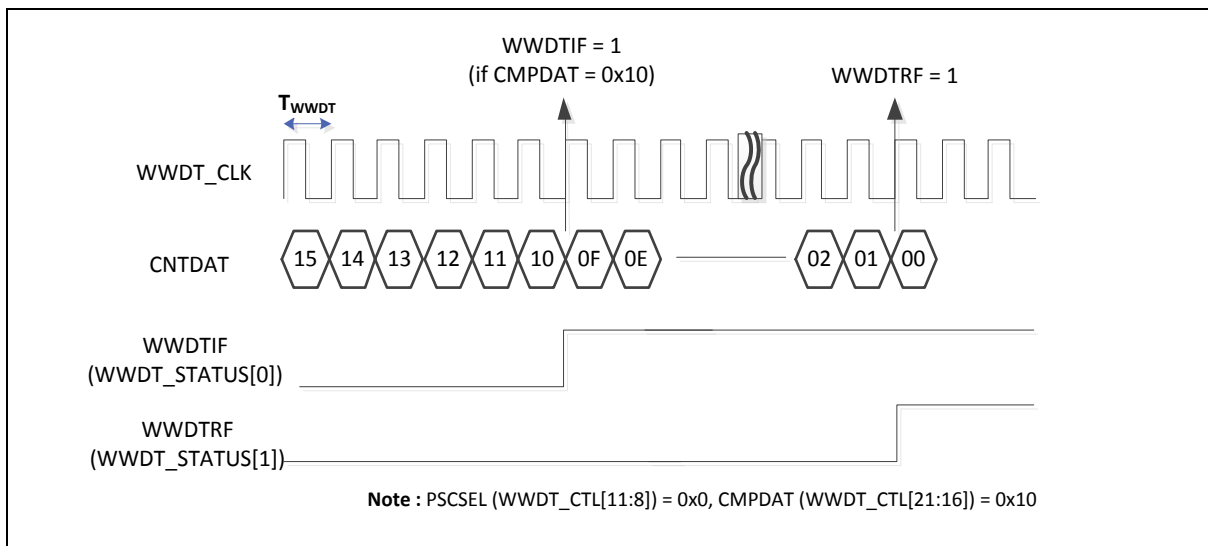 WWDTIF = 1
(if CMPDAT = 0x10)
WWDTRF = 1
TWWDT
WWDT_CLK
CNTDAT
15 14 13 12 11 10 0F 0E 02 01 00
WWDTIF
(WWDT_STATUS[0])
WWDTRF
(WWDT_STATUS[1])
Note : PSCSEL (WWDT_CTL[11:8]) = 0x0, CMPDAT (WWDT_CTL[21:16]) = 0x10